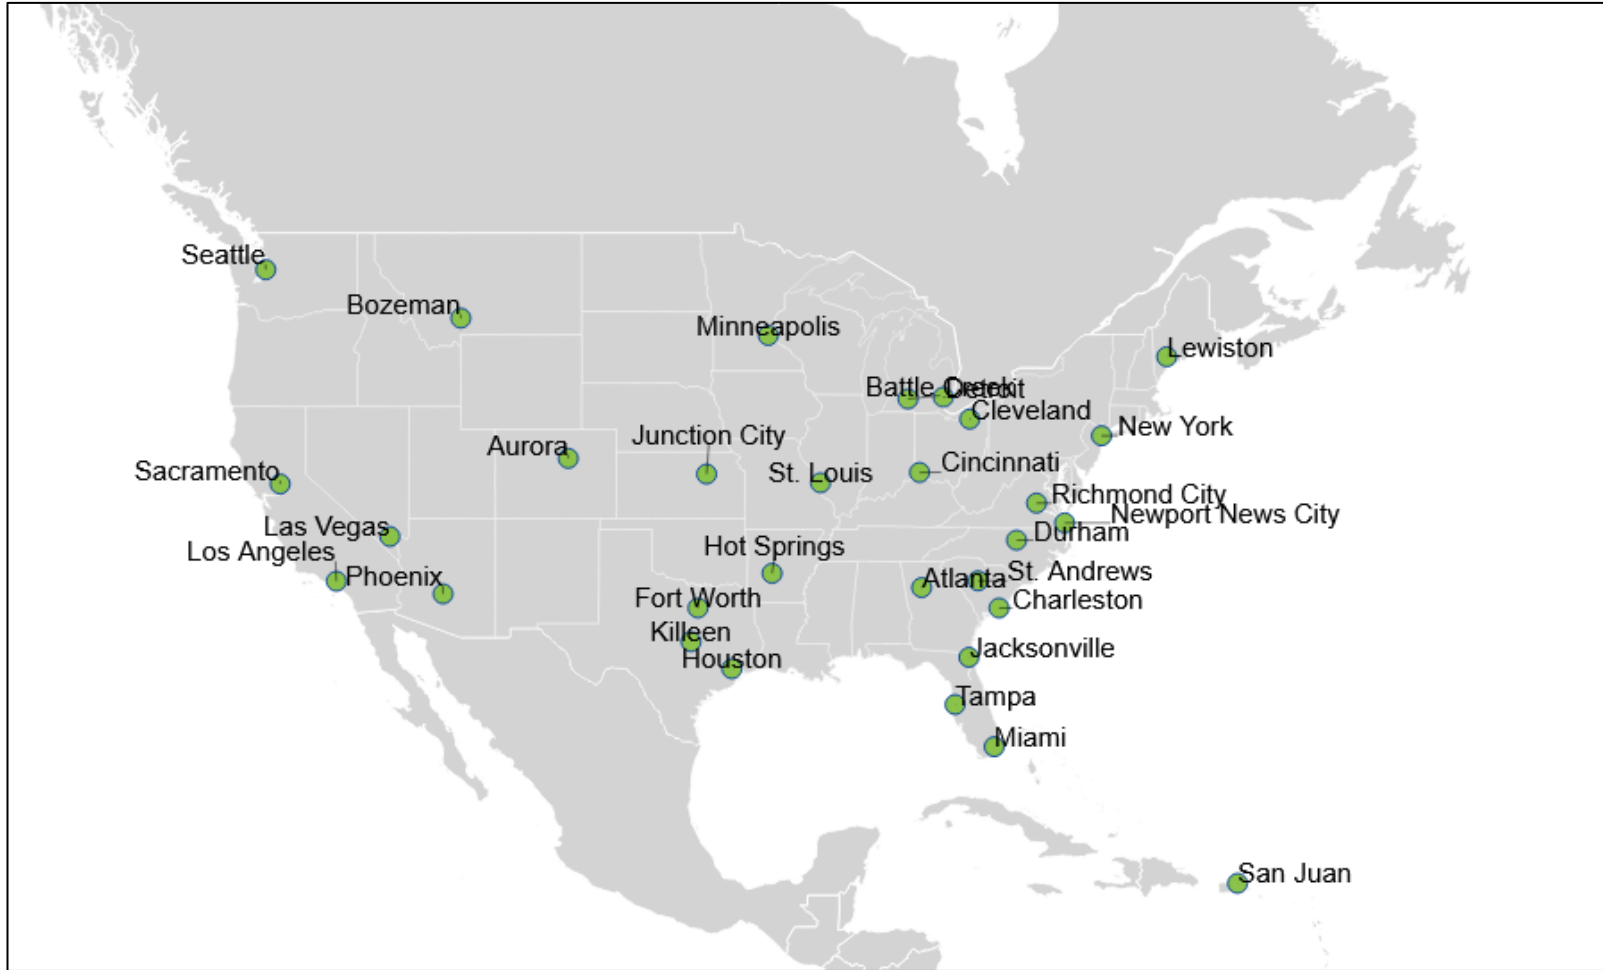 Seattle
Bozeman
Minneapolis
Lewiston
Battle Creek
Detroit
Cleveland
New York
Junction City
Aurora
Cincinnati
Sacramento
St. Louis
Richmond City
Newport News City
Las Vegas
Durham
Los Angeles
Hot Springs
Phoenix
Atlanta
St. Andrews
Fort Worth
Charleston
Killeen
Jacksonville
Houston
Tampa
Miami
San Juan